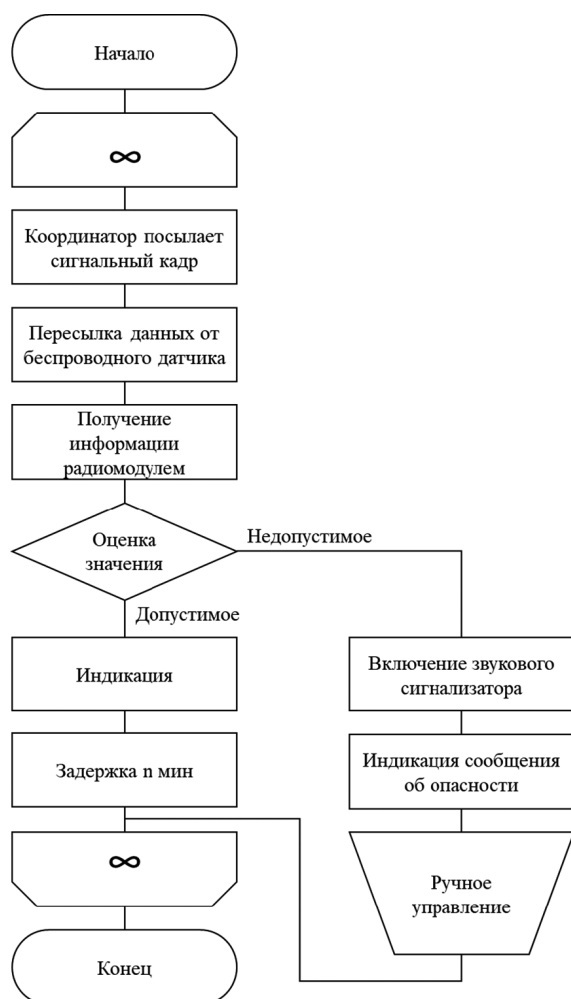 Начало
∞
Координатор посылает
сигнальный кадр
Пересылка данных от
беспроводного датчика
Получение
информации
радиомодулем
Оценка
значения
Недопустимое
Допустимое
Индикация
Задержка n мин
∞
Конец
Включение звукового
сигнализатора
Индикация сообщения
об опасности
Ручное
управление